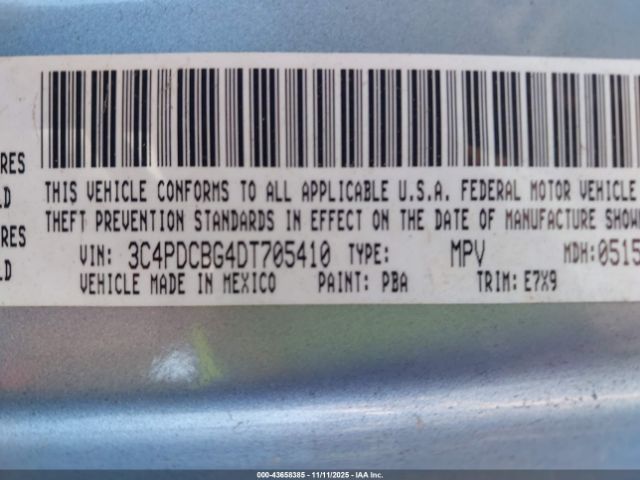 RES
LD
RES
LD
THIS VEHICLE CONFORMS TO ALL APPLICABLE U.S.A. FEDERAL MOTOR VEHICLE
THEFT PREVENTION STANDARDS IN EFFECT ON THE DATE OF MANUFACTURE SHOW
VIN: 3C4PDCBG4DT705410 TYPE: MPV MDH:0515
VEHICLE MADE IN MEXICO PAINT: PBA TRIM: E7X9
000-43658385 - 11/11/2025 - IAA Inc.